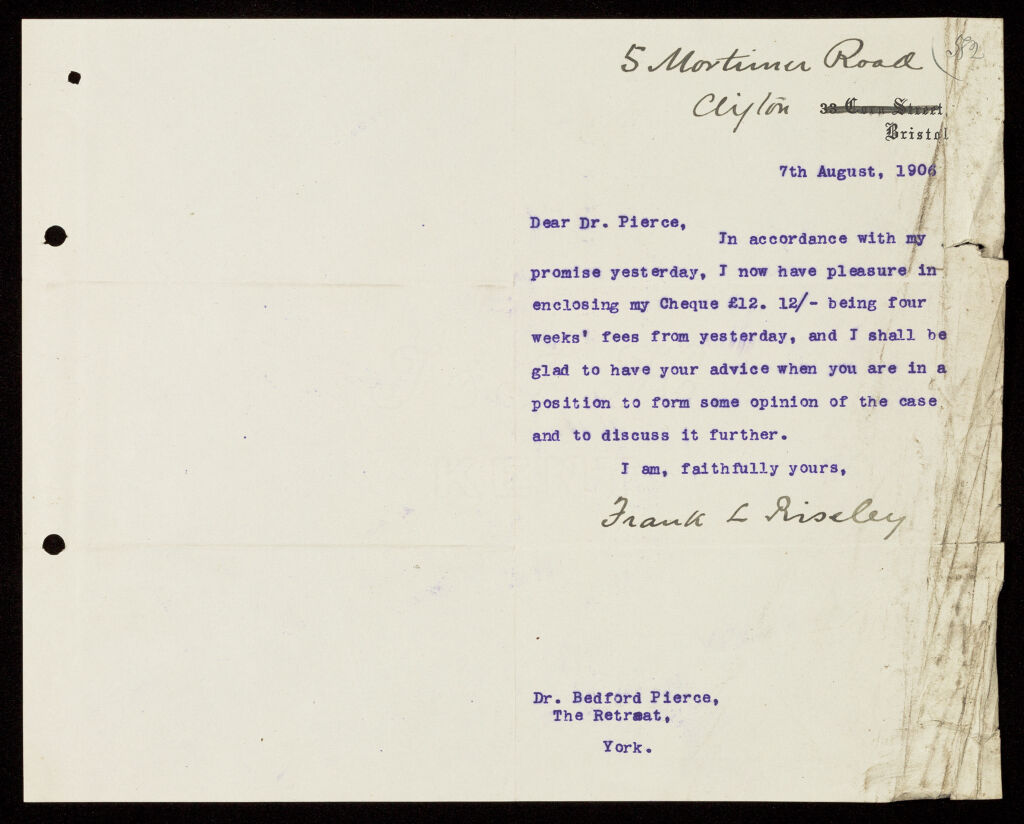 5 Mortimer Road
582
Clifton 33 Corn Street
Bristol
7th August, 1906
Dear Dr. Pierce,
In accordance with my
promise yesterday, I now have pleasure in
enclosing my Cheque £12. 12/- being four
weeks' fees from yesterday, and I shall be
glad to have your advice when you are in a
position to form some opinion of the case
and to discuss it further.
I am, faithfully yours,
Frank L Riseley
Dr. Bedford Pierce,
The Retreat,
York.